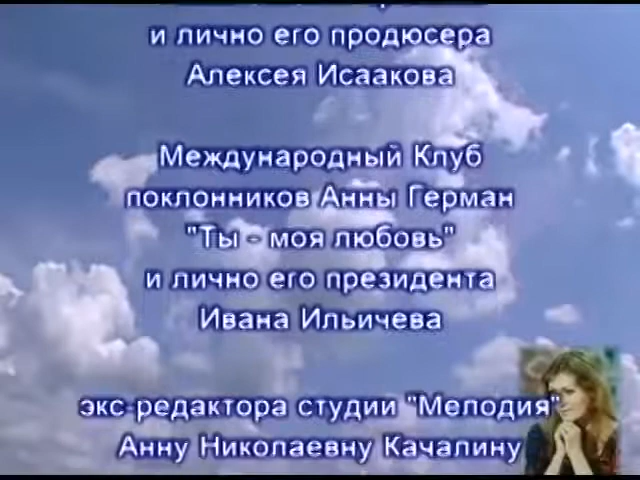 и лично его продюсера
Алексея Исаакова
Международный Клуб
поклонников Анны Герман
"Ты - моя любовь"
и лично его президента
Ивана Ильичева
экс-редактора студии "Мелодия"
Анну Николаевну Качалину